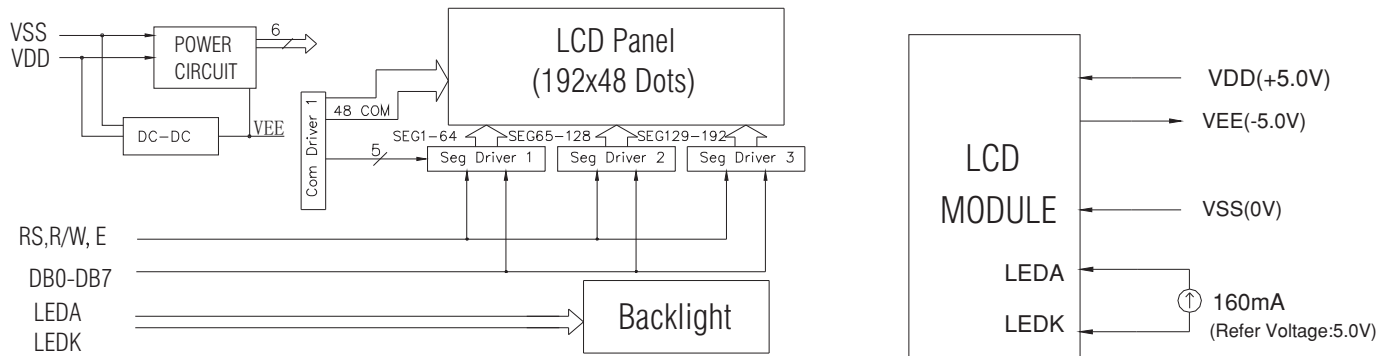 VSS
VDD
POWER
CIRCUIT
6
DC-DC
VEE
Com Driver 1
48 COM
5
LCD Panel
(192x48 Dots)
SEG1-64
SEG65-128
SEG129-192
Seg Driver 1
Seg Driver 2
Seg Driver 3
RS,R/W, E
DB0-DB7
LEDA
LEDK
Backlight
LCD
MODULE
LEDA
LEDK
VDD(+5.0V)
VEE(-5.0V)
VSS(0V)
160mA
(Refer Voltage:5.0V)